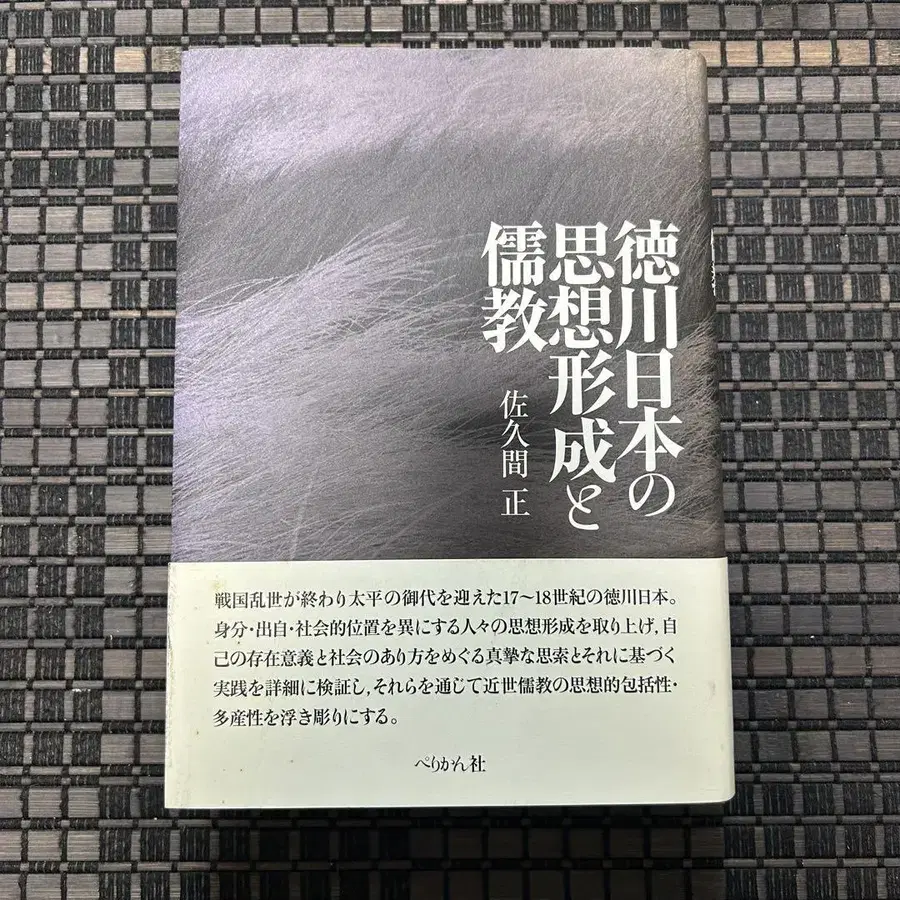 徳川日本の
思想形成と
儒教
佐久間 正
戦国乱世が終わり太平の御代を迎えた17〜18世紀の徳川日本。
身分・出自・社会的位置を異にする人々の思想形成を取り上げ,自
己の存在意義と社会のあり方をめぐる真摯な思索とそれに基づく
実践を詳細に検証し,それらを通じて近世儒教の思想的包括性・
多産性を浮き彫りにする。
ぺりかん社